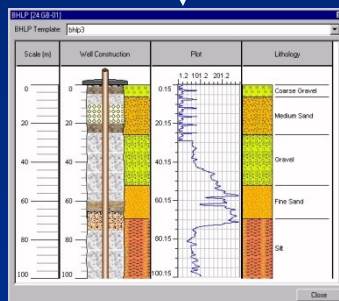 BHLP [24:GB-01]
BHLP Template: bhlp3
Scale (m) Well Construction Plot Lithology
1.2 101.2 201.2
0 0 0.15 Coarse Gravel
Medium Sand
20 20 20.15
Gravel
40 40 40.15
60 60 60.15 Fine Sand
80 80 80.15 Silt
100 100 100.15
Close